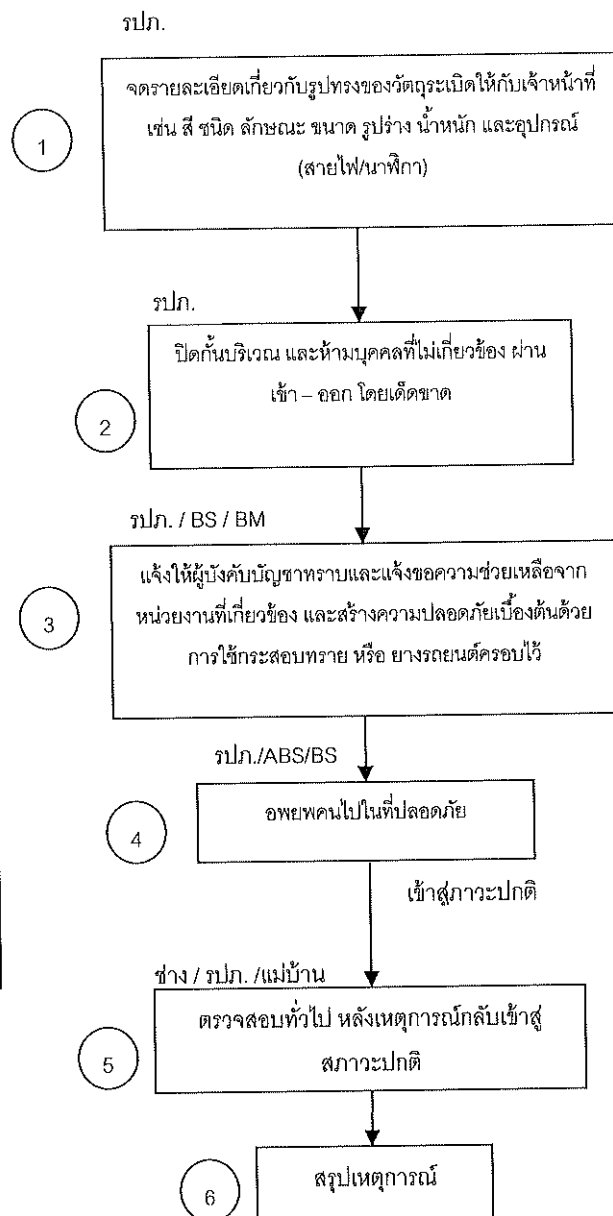 รปภ.
จดรายละเอียดเกี่ยวกับรูปทรงของวัตถุระเบิดให้กับเจ้าหน้าที่
เช่น สี ชนิด ลักษณะ ขนาด รูปร่าง น้ำหนัก และอุปกรณ์
(สายไฟ/นาฬิกา)
1
รปภ.
ปิดกั้นบริเวณ และห้ามบุคคลที่ไม่เกี่ยวข้อง ผ่าน
เข้า – ออก โดยเด็ดขาด
2
รปภ. / BS / BM
แจ้งให้ผู้บังคับบัญชาทราบและแจ้งขอความช่วยเหลือจาก
หน่วยงานที่เกี่ยวข้อง และสร้างความปลอดภัยเบื้องต้นด้วย
การใช้กระสอบทราย หรือ ยางรถยนต์ครอบไว้
3
รปภ./ABS/BS
อพยพคนไปในที่ปลอดภัย
4
เข้าสู่ภาวะปกติ
ช่าง / รปภ. /แม่บ้าน
ตรวจสอบทั่วไป หลังเหตุการณ์กลับเข้าสู่
สภาวะปกติ
5
สรุปเหตุการณ์
6